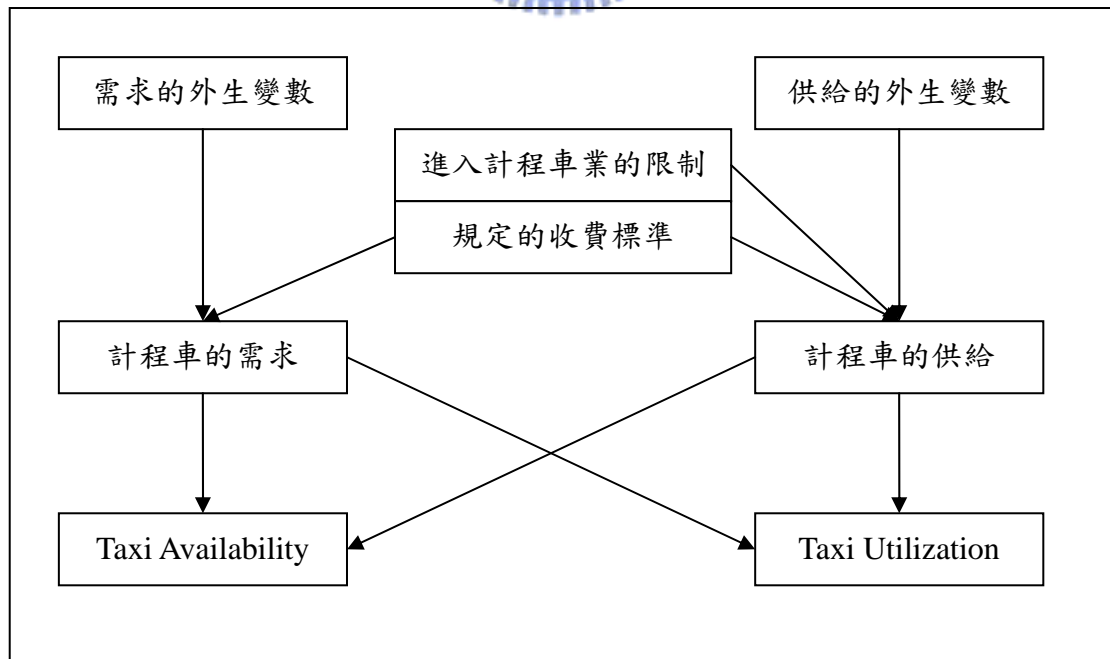 需求的外生變數
供給的外生變數
進入計程車業的限制
規定的收費標準
計程車的需求
計程車的供給
Taxi Availability
Taxi Utilization